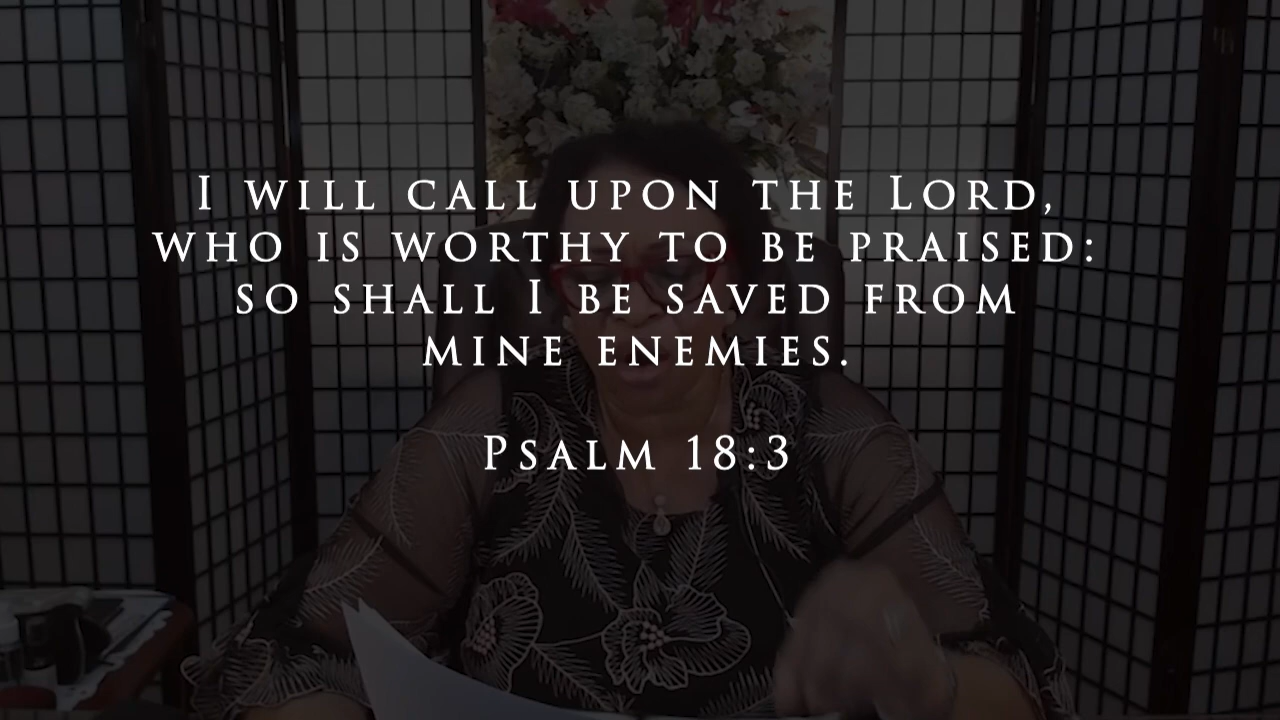 I will call upon the Lord,
who is worthy to be praised:
so shall I be saved from
mine enemies.
Psalm 18:3